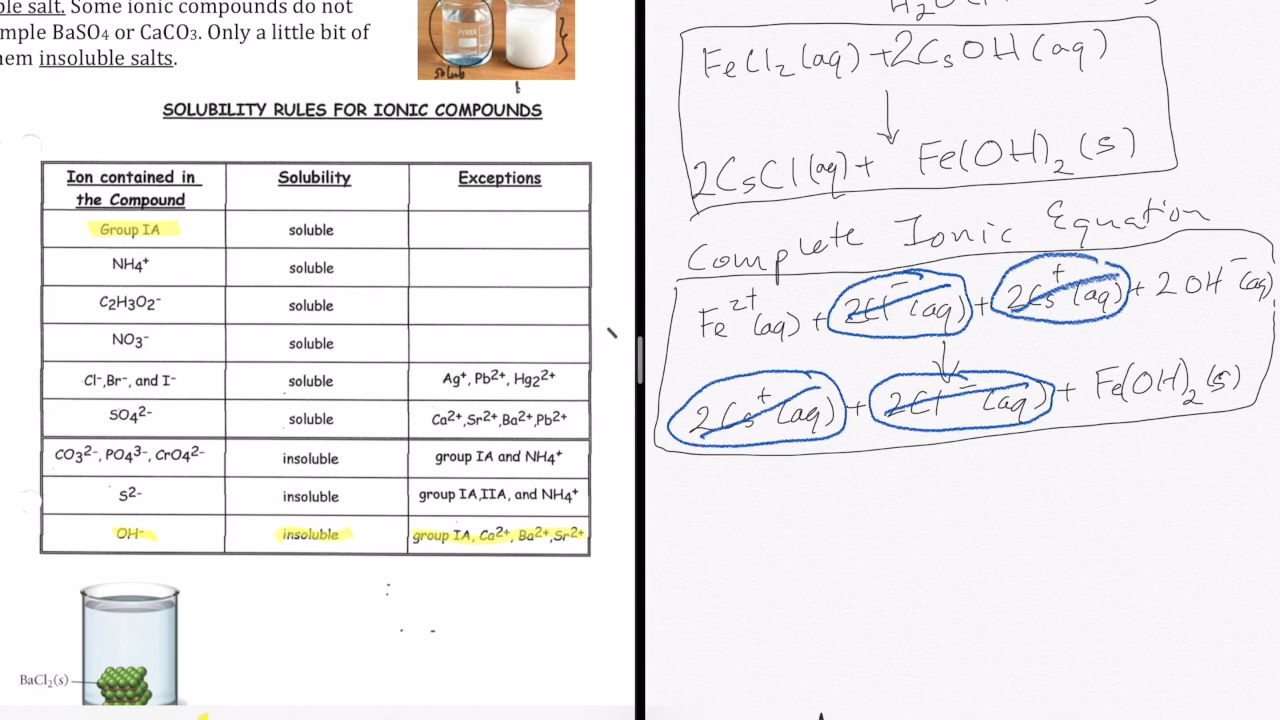 ble salt. Some ionic compounds do not
mple BaSO4 or CaCO3. Only a little bit of
hem insoluble salts.
PYREX
solub
SOLUBILITY RULES FOR IONIC COMPOUNDS
Ion contained in the Compound Solubility Exceptions
Group IA soluble
NH4+ soluble
C2H3O2- soluble
NO3- soluble
Cl-,Br-, and I- soluble Ag+, Pb2+, Hg22+
SO42- soluble Ca2+,Sr2+,Ba2+,Pb2+
CO32-, PO43-, CrO42- insoluble group IA and NH4+
S2- insoluble group IA,IIA, and NH4+
OH- insoluble group IA, Ca2+, Ba2+,Sr2+
BaCl2(s)
FeCl2(aq) + 2CsOH(aq)
↓
2CsCl(aq) + Fe(OH)2(s)
Complete Ionic Equation
Fe2+(aq) + 2Cl-(aq) + 2Cs+(aq) + 2OH-(aq)
↓
2Cs+(aq) + 2Cl-(aq) + Fe(OH)2(s)